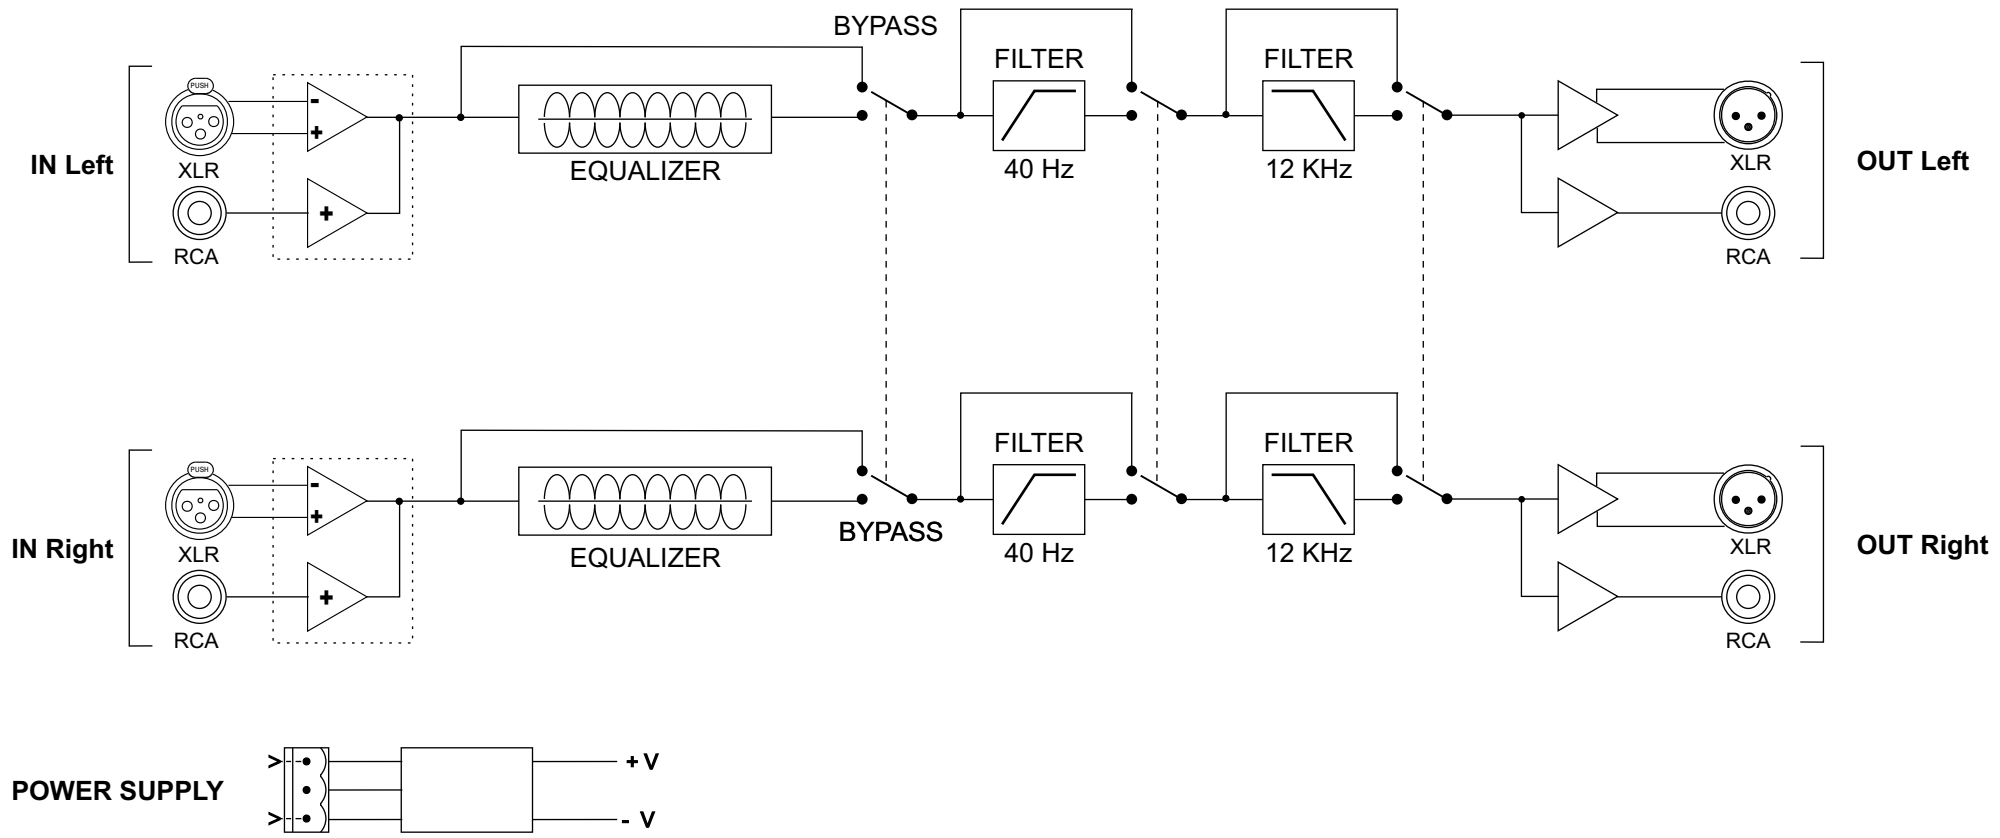 BYPASS
FILTER
FILTER
PUSH
-
+
IN Left
XLR
EQUALIZER
40 Hz
12 KHz
XLR
OUT Left
+
RCA
RCA
FILTER
FILTER
PUSH
-
+
IN Right
XLR
EQUALIZER
BYPASS
40 Hz
12 KHz
XLR
OUT Right
+
RCA
RCA
POWER SUPPLY
+ V
- V